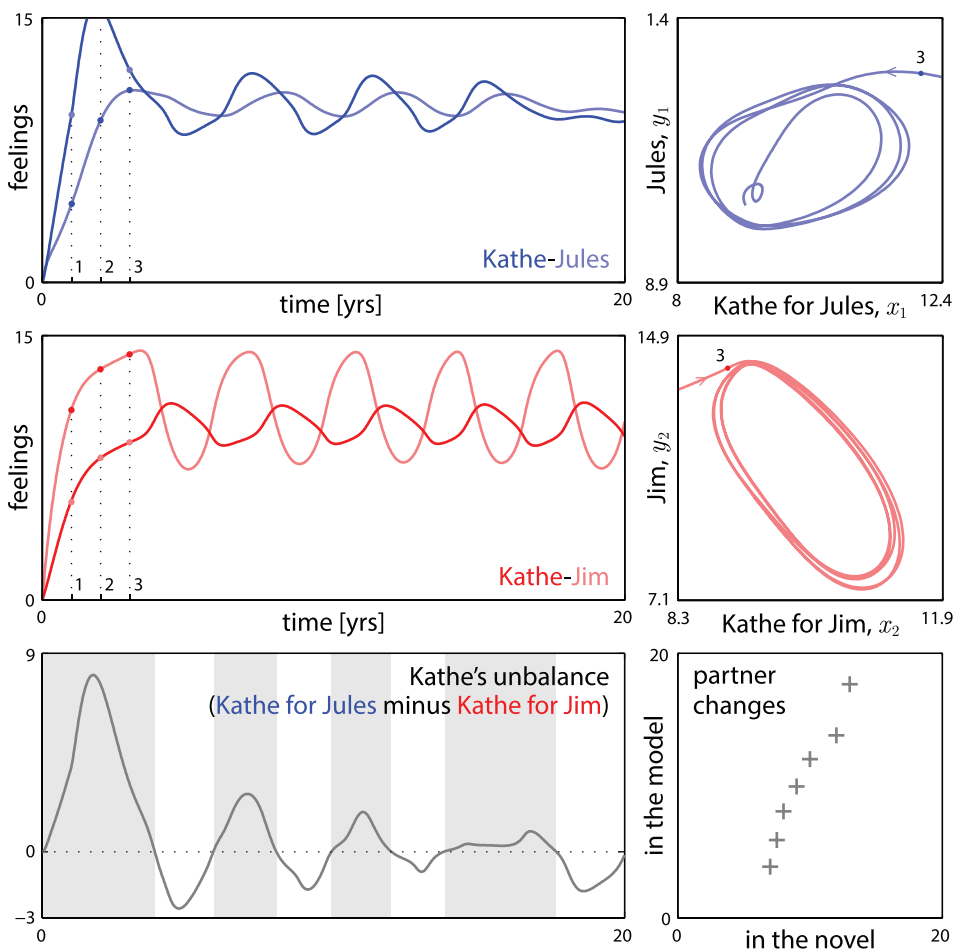 15
feelings
0
1 2 3
Kathe-Jules
0
time [yrs]
20
1.4
Jules, y1
8.9
3
8
Kathe for Jules, x1
12.4
15
feelings
0
1 2 3
Kathe-Jim
0
time [yrs]
20
14.9
Jim, y2
7.1
3
8.3
Kathe for Jim, x2
11.9
9
0
−3
Kathe's unbalance
(Kathe for Jules minus Kathe for Jim)
0
20
20
in the model
0
partner
changes
0
in the novel
20